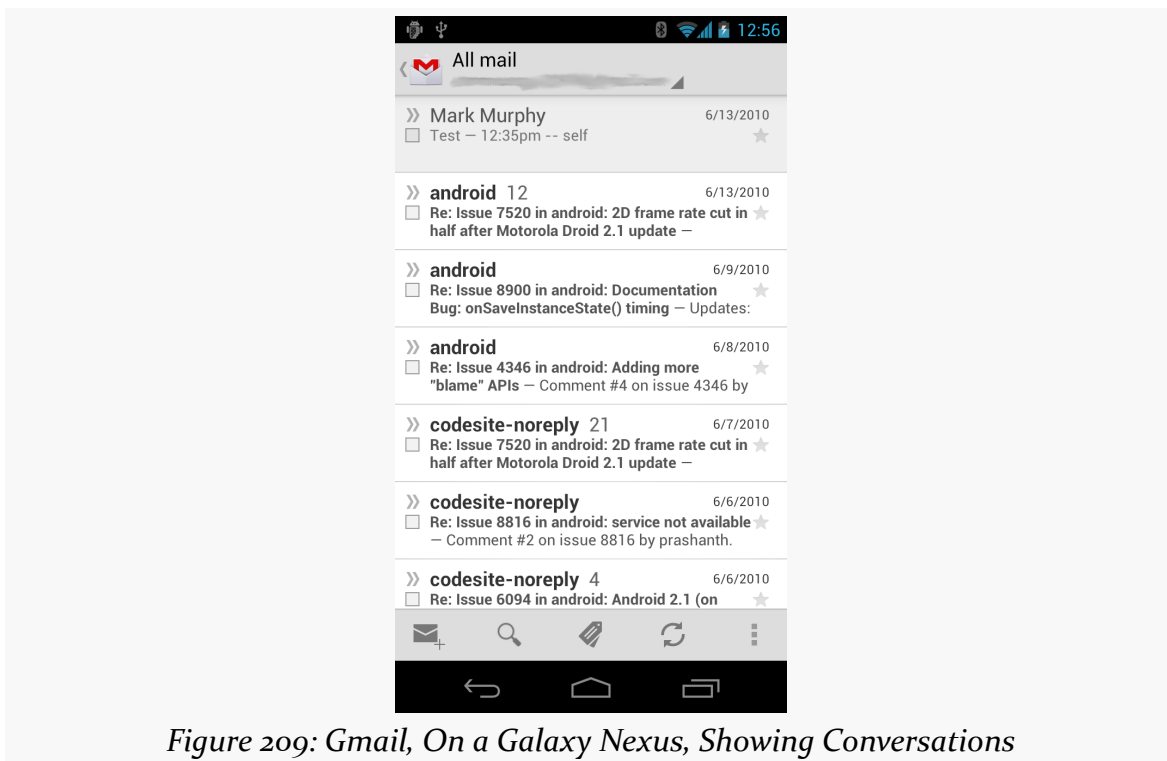 12:56
All mail
Mark Murphy 6/13/2010
Test – 12:35pm -- self
android 12 6/13/2010
Re: Issue 7520 in android: 2D frame rate cut in
half after Motorola Droid 2.1 update –
android 6/9/2010
Re: Issue 8900 in android: Documentation
Bug: onSaveInstanceState() timing – Updates:
android 6/8/2010
Re: Issue 4346 in android: Adding more
"blame" APIs – Comment #4 on issue 4346 by
codesite-noreply 21 6/7/2010
Re: Issue 7520 in android: 2D frame rate cut in
half after Motorola Droid 2.1 update –
codesite-noreply 6/6/2010
Re: Issue 8816 in android: service not available
– Comment #2 on issue 8816 by prashanth.
codesite-noreply 4 6/6/2010
Re: Issue 6094 in android: Android 2.1 (on
Figure 209: Gmail, On a Galaxy Nexus, Showing Conversations